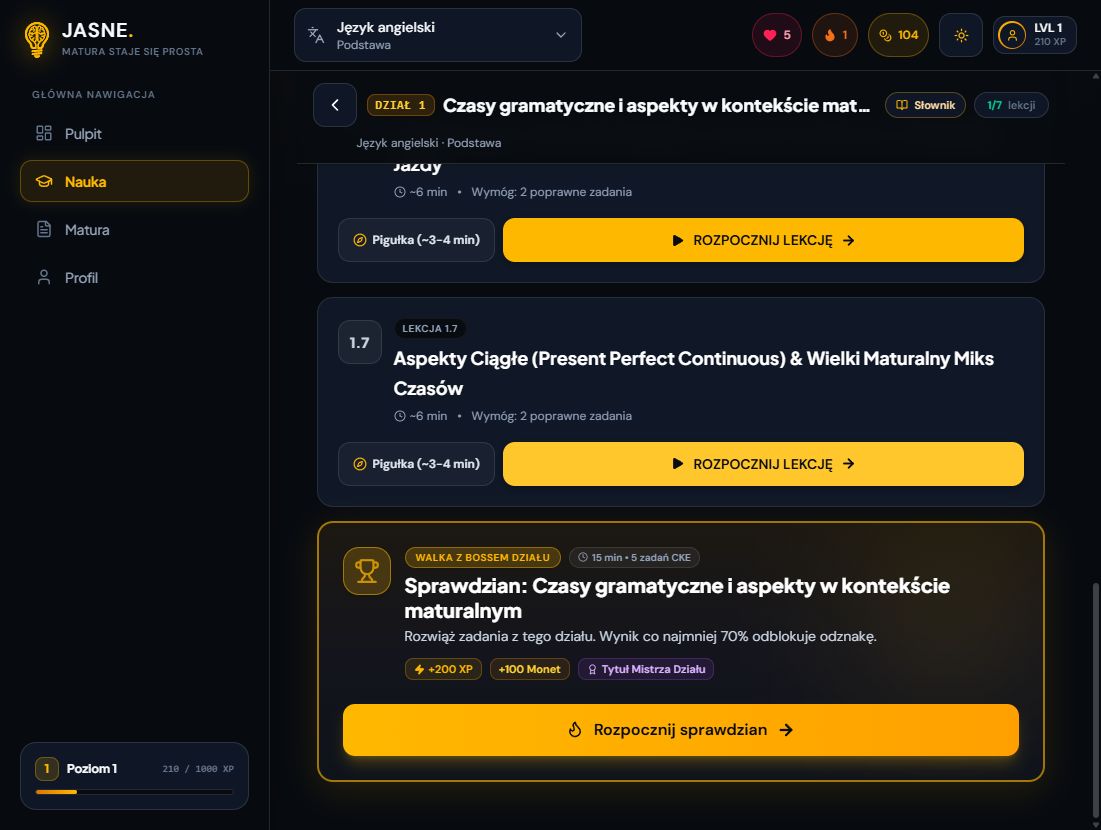 JASNE.
MATURA STAJE SIĘ PROSTA
GŁÓWNA NAWIGACJA
Pulpit
Nauka
Matura
Profil
1
Poziom 1
210 / 1000 XP
Język angielski
Podstawa
5
1
104
LVL 1
210 XP
DZIAŁ 1
Czasy gramatyczne i aspekty w kontekście mat...
Słownik
1/7 lekcji
Język angielski · Podstawa
Jazdy
~6 min • Wymóg: 2 poprawne zadania
Pigułka (~3-4 min)
ROZPOCZNIJ LEKCJĘ
1.7
LEKCJA 1.7
Aspekty Ciągłe (Present Perfect Continuous) & Wielki Maturalny Miks
Czasów
~6 min • Wymóg: 2 poprawne zadania
Pigułka (~3-4 min)
ROZPOCZNIJ LEKCJĘ
WALKA Z BOSSEM DZIAŁU
15 min • 5 zadań CKE
Sprawdzian: Czasy gramatyczne i aspekty w kontekście
maturalnym
Rozwiąż zadania z tego działu. Wynik co najmniej 70% odblokuje odznakę.
+200 XP
+100 Monet
Tytuł Mistrza Działu
Rozpocznij sprawdzian